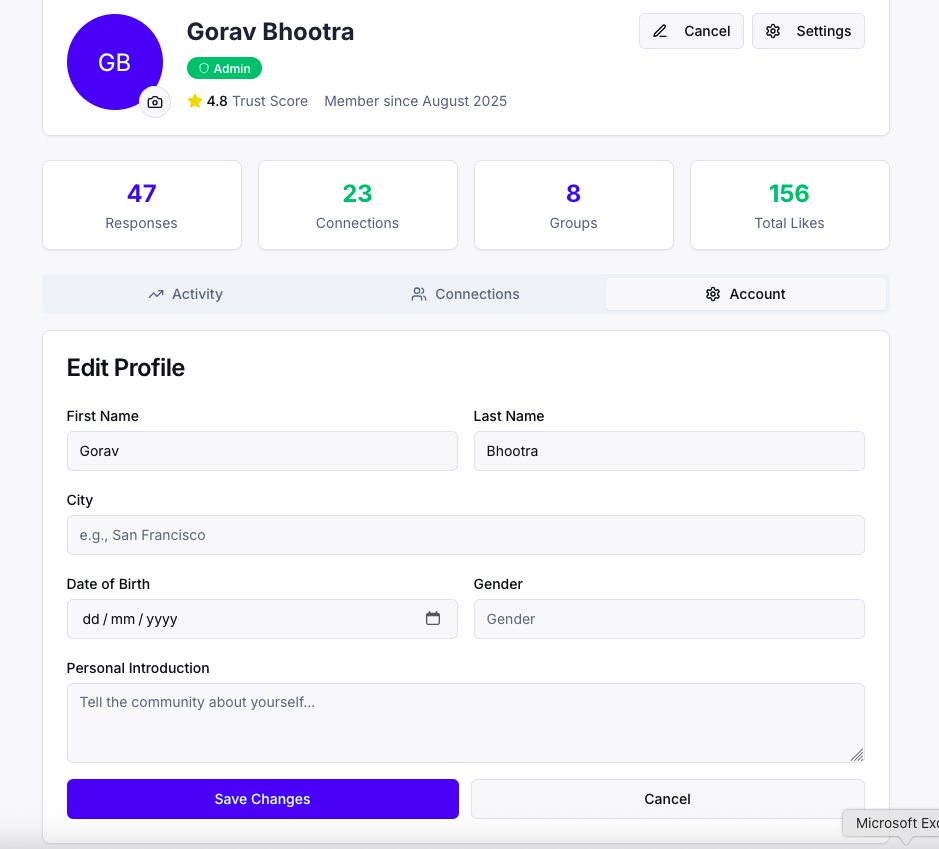 GB
Gorav Bhootra
Cancel
Settings
Admin
4.8 Trust Score Member since August 2025
47
Responses
23
Connections
8
Groups
156
Total Likes
Activity
Connections
Account
Edit Profile
First Name
Last Name
Gorav
Bhootra
City
e.g., San Francisco
Date of Birth
Gender
dd / mm / yyyy
Gender
Personal Introduction
Tell the community about yourself...
Save Changes
Cancel
Microsoft